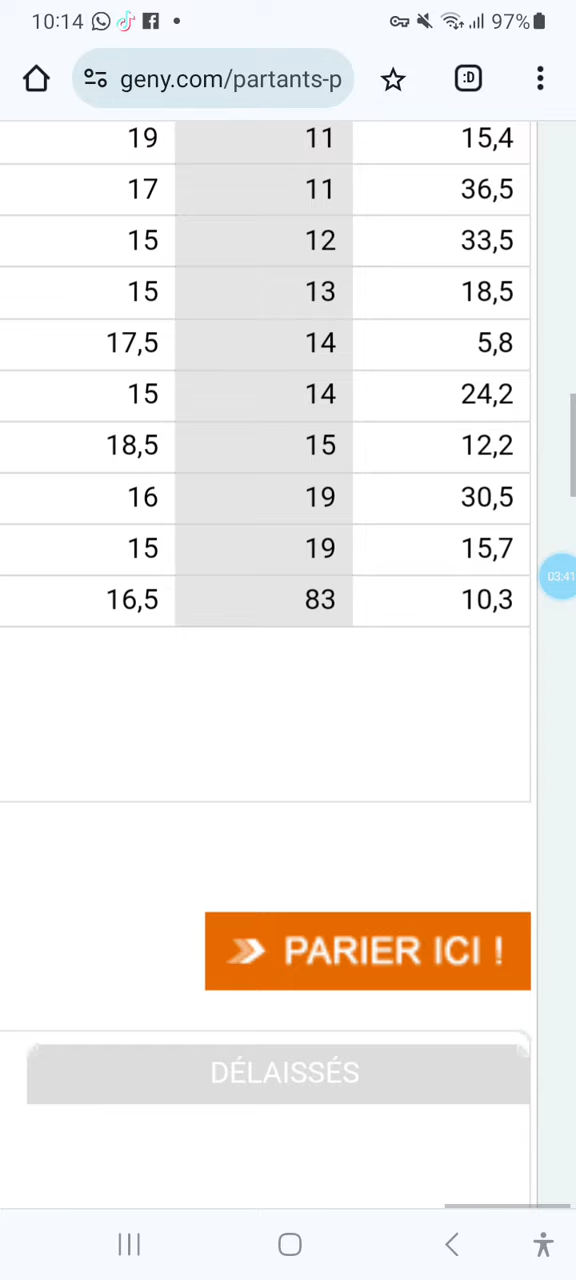 10:14 97%
geny.com/partants-p :D
19 11 15,4
17 11 36,5
15 12 33,5
15 13 18,5
17,5 14 5,8
15 14 24,2
18,5 15 12,2
16 19 30,5
15 19 15,7
03:41
16,5 83 10,3
PARIER ICI !
DÉLAISSÉS